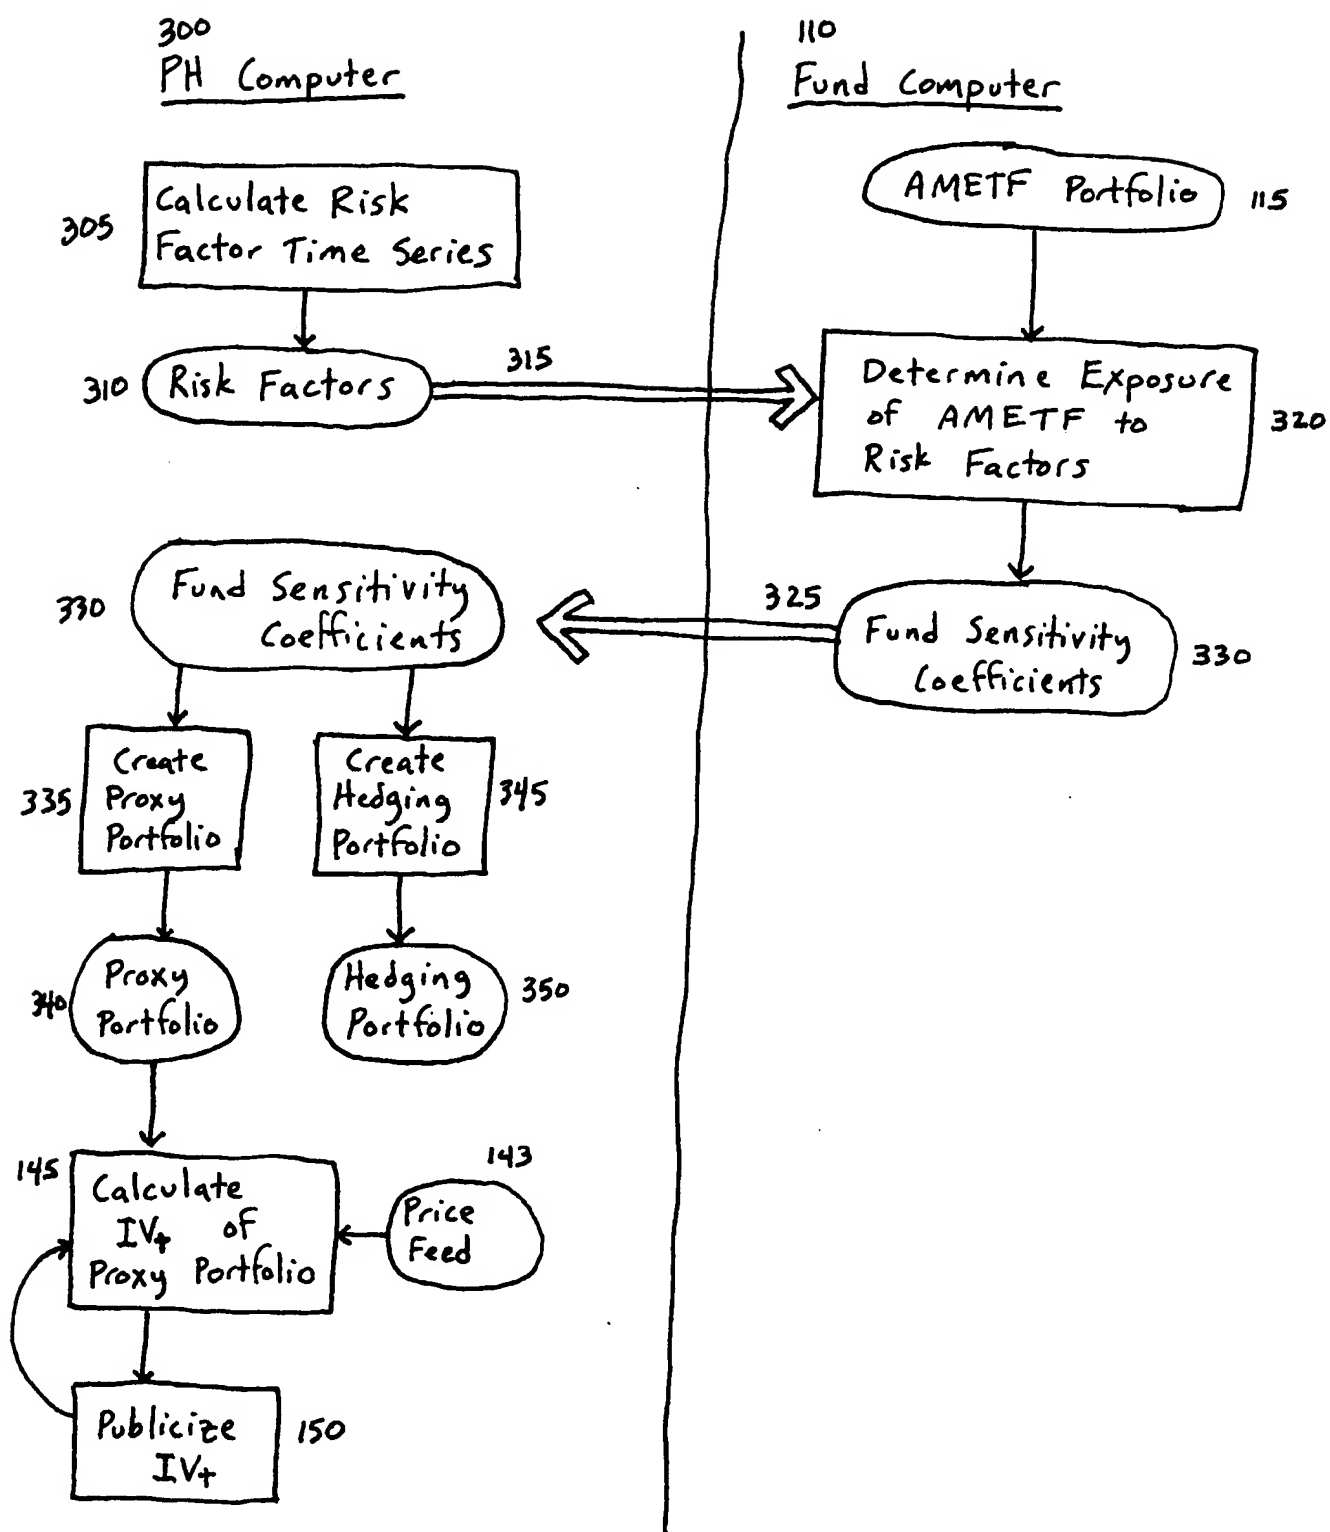 300
PH Computer
110
Fund Computer
305
Calculate Risk
Factor Time Series
AMETF Portfolio
115
310
Risk Factors
315
Determine Exposure
of AMETF to
Risk Factors
320
330
Fund Sensitivity
Coefficients
325
Fund Sensitivity
Coefficients
330
335
Create
Proxy
Portfolio
Create
Hedging
Portfolio
345
340
Proxy
Portfolio
Hedging
Portfolio
350
145
Calculate
IV+ of
Proxy Portfolio
143
Price
Feed
Publicize
IV+
150